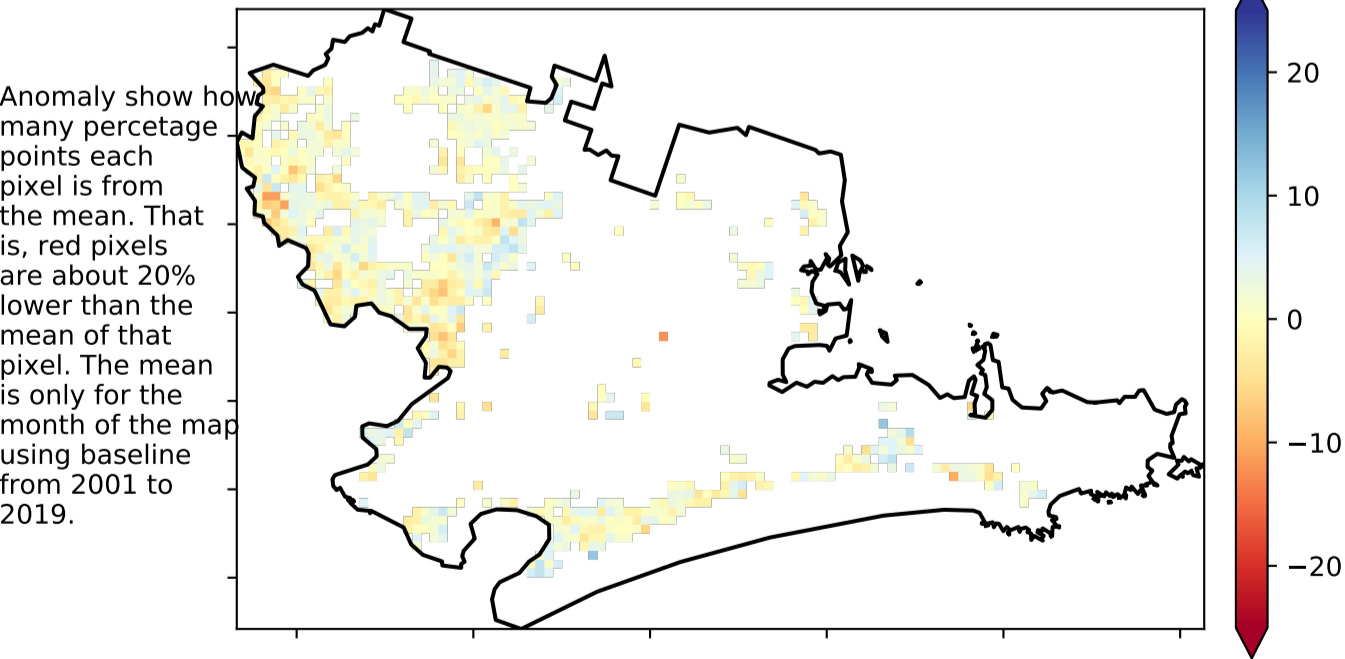 Anomaly show how
many percetage
points each
pixel is from
the mean. That
is, red pixels
are about 20%
lower than the
mean of that
pixel. The mean
is only for the
month of the map
using baseline
from 2001 to
2019.
20
10
0
−10
−20